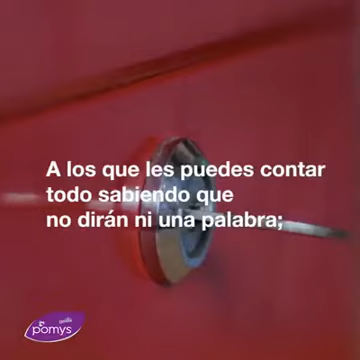 A los que les puedes contar
todo sabiendo que
no dirán ni una palabra;
pomys